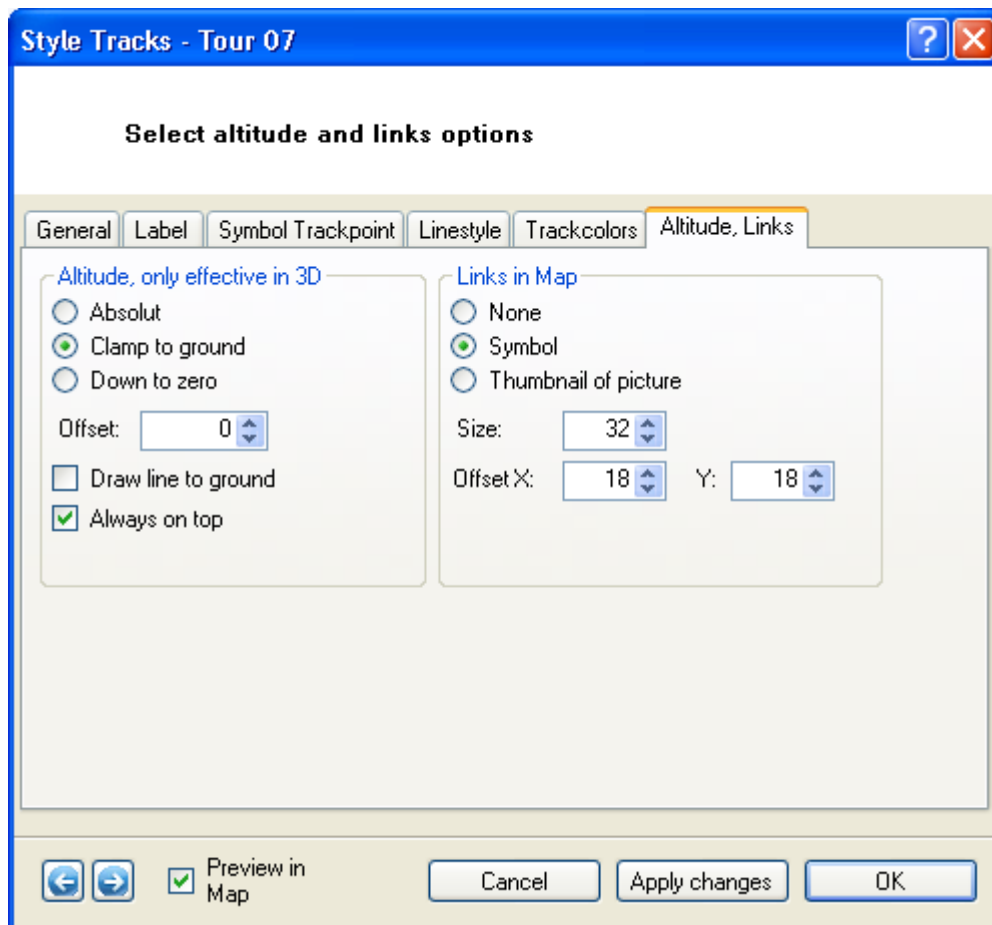 Style Tracks - Tour 07
?
Select altitude and links options
General Label Symbol Trackpoint Linestyle Trackcolors Altitude, Links
Altitude, only effective in 3D
Absolut
Clamp to ground
Down to zero
Offset: 0
Draw line to ground
Always on top
Links in Map
None
Symbol
Thumbnail of picture
Size: 32
Offset X: 18 Y: 18
Preview in
Map
Cancel Apply changes OK